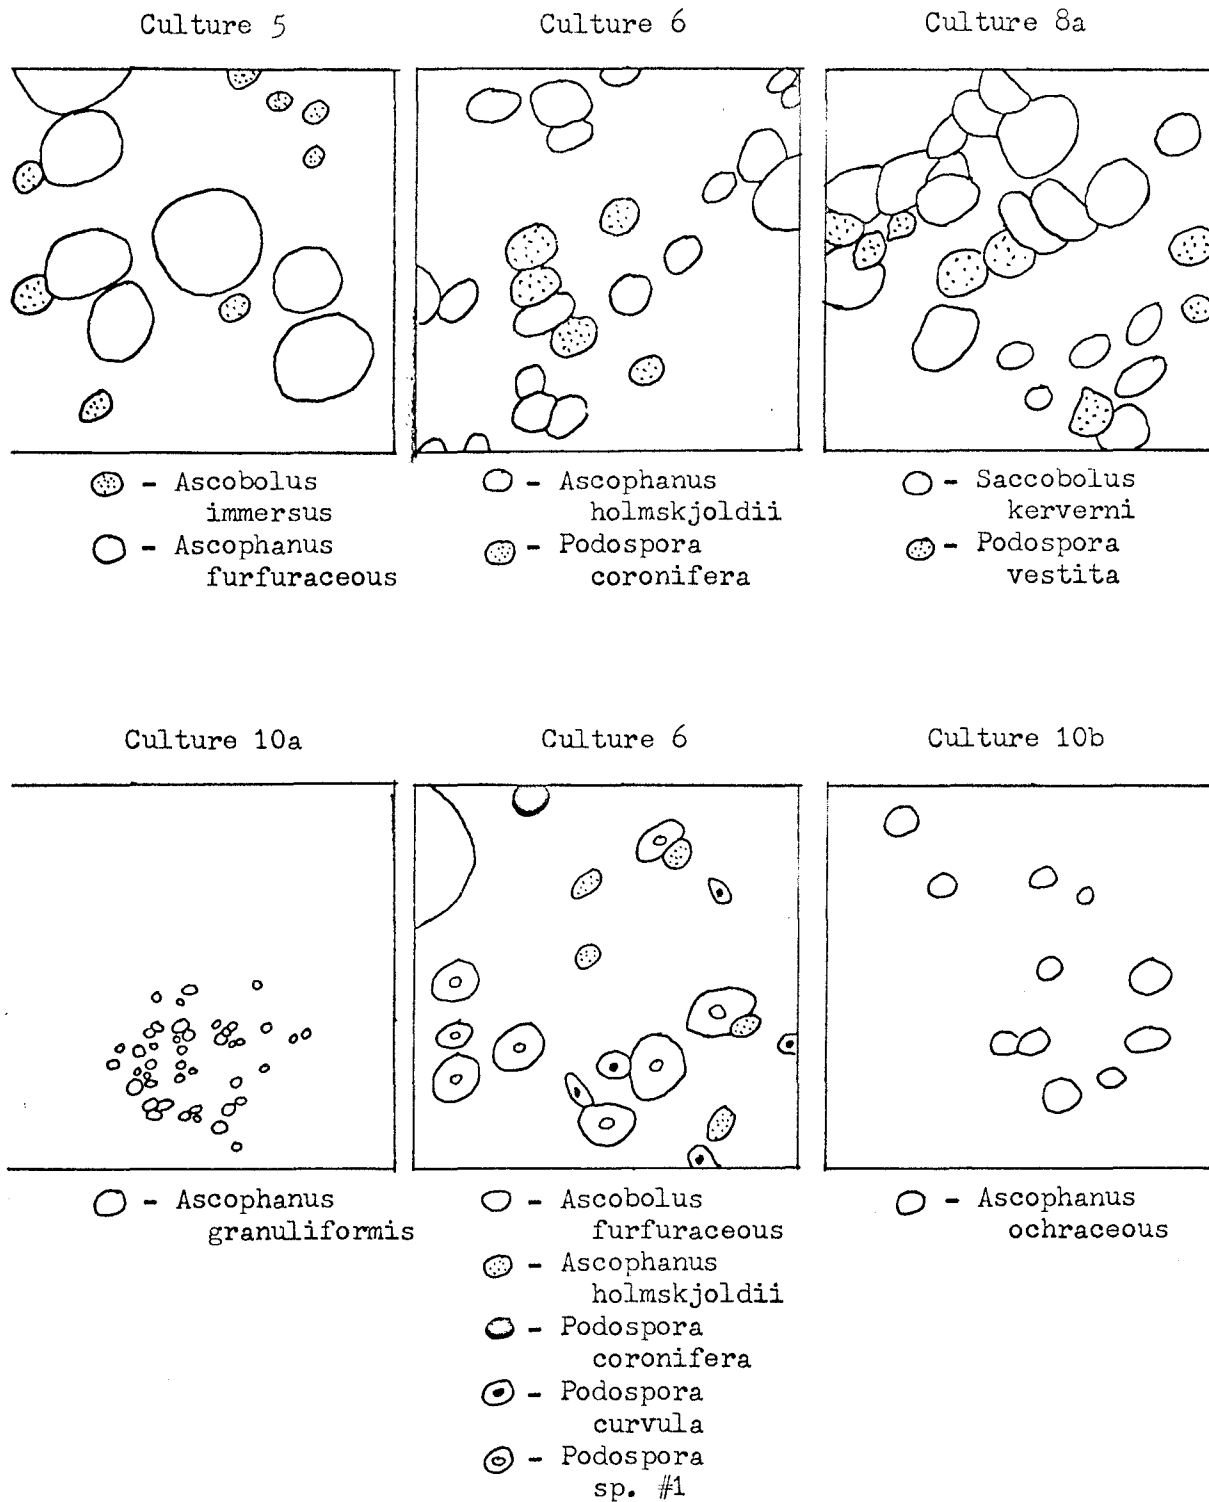 Culture 5
Culture 6
Culture 8a
- Ascobolus
immersus
- Ascophanus
furfuraceous
- Ascophanus
holmskjoldii
- Podospora
coronifera
- Saccobolus
kerverni
- Podospora
vestita
Culture 10a
Culture 6
Culture 10b
- Ascophanus
granuliformis
- Ascobolus
furfuraceous
- Ascophanus
holmskjoldii
- Podospora
coronifera
- Podospora
curvula
- Podospora
sp. #1
- Ascophanus
ochraceous